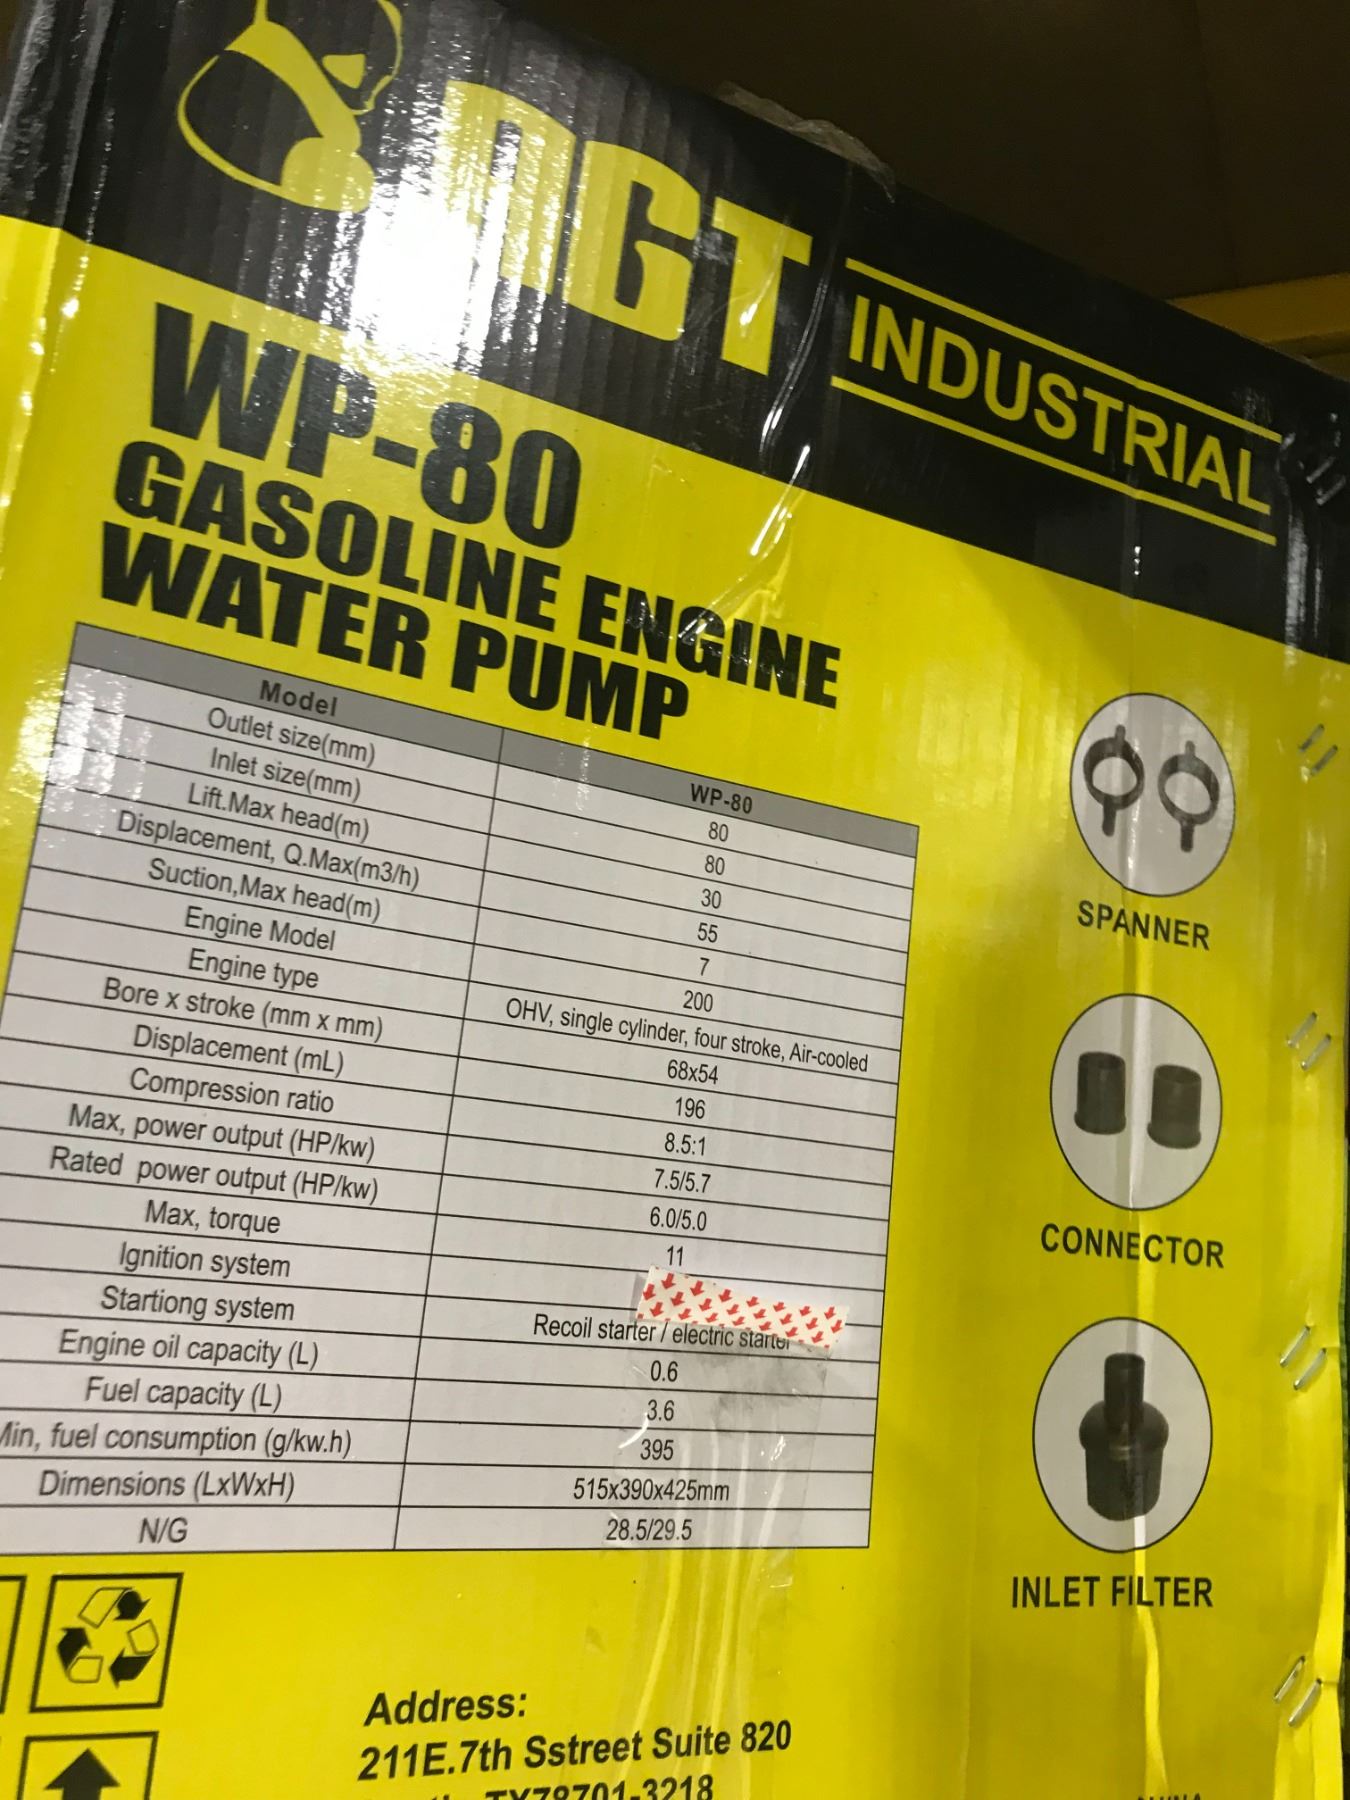 AGT
INDUSTRIAL
WP-80
GASOLINE ENGINE
WATER PUMP
Model WP-80
Outlet size(mm) 80
Inlet size(mm) 80
Lift.Max head(m) 30
Displacement, Q.Max(m3/h) 55
Suction,Max head(m) 7
Engine Model 200
Engine type OHV, single cylinder, four stroke, Air-cooled
Bore x stroke (mm x mm) 68x54
Displacement (mL) 196
Compression ratio 8.5:1
Max, power output (HP/kw) 7.5/5.7
Rated power output (HP/kw) 6.0/5.0
Max, torque 11
Ignition system
Startiong system Recoil starter / electric starter
Engine oil capacity (L) 0.6
Fuel capacity (L) 3.6
Min, fuel consumption (g/kw.h) 395
Dimensions (LxWxH) 515x390x425mm
N/G 28.5/29.5
SPANNER
CONNECTOR
INLET FILTER
Address:
211E.7th Sstreet Suite 820
TX78701-3218